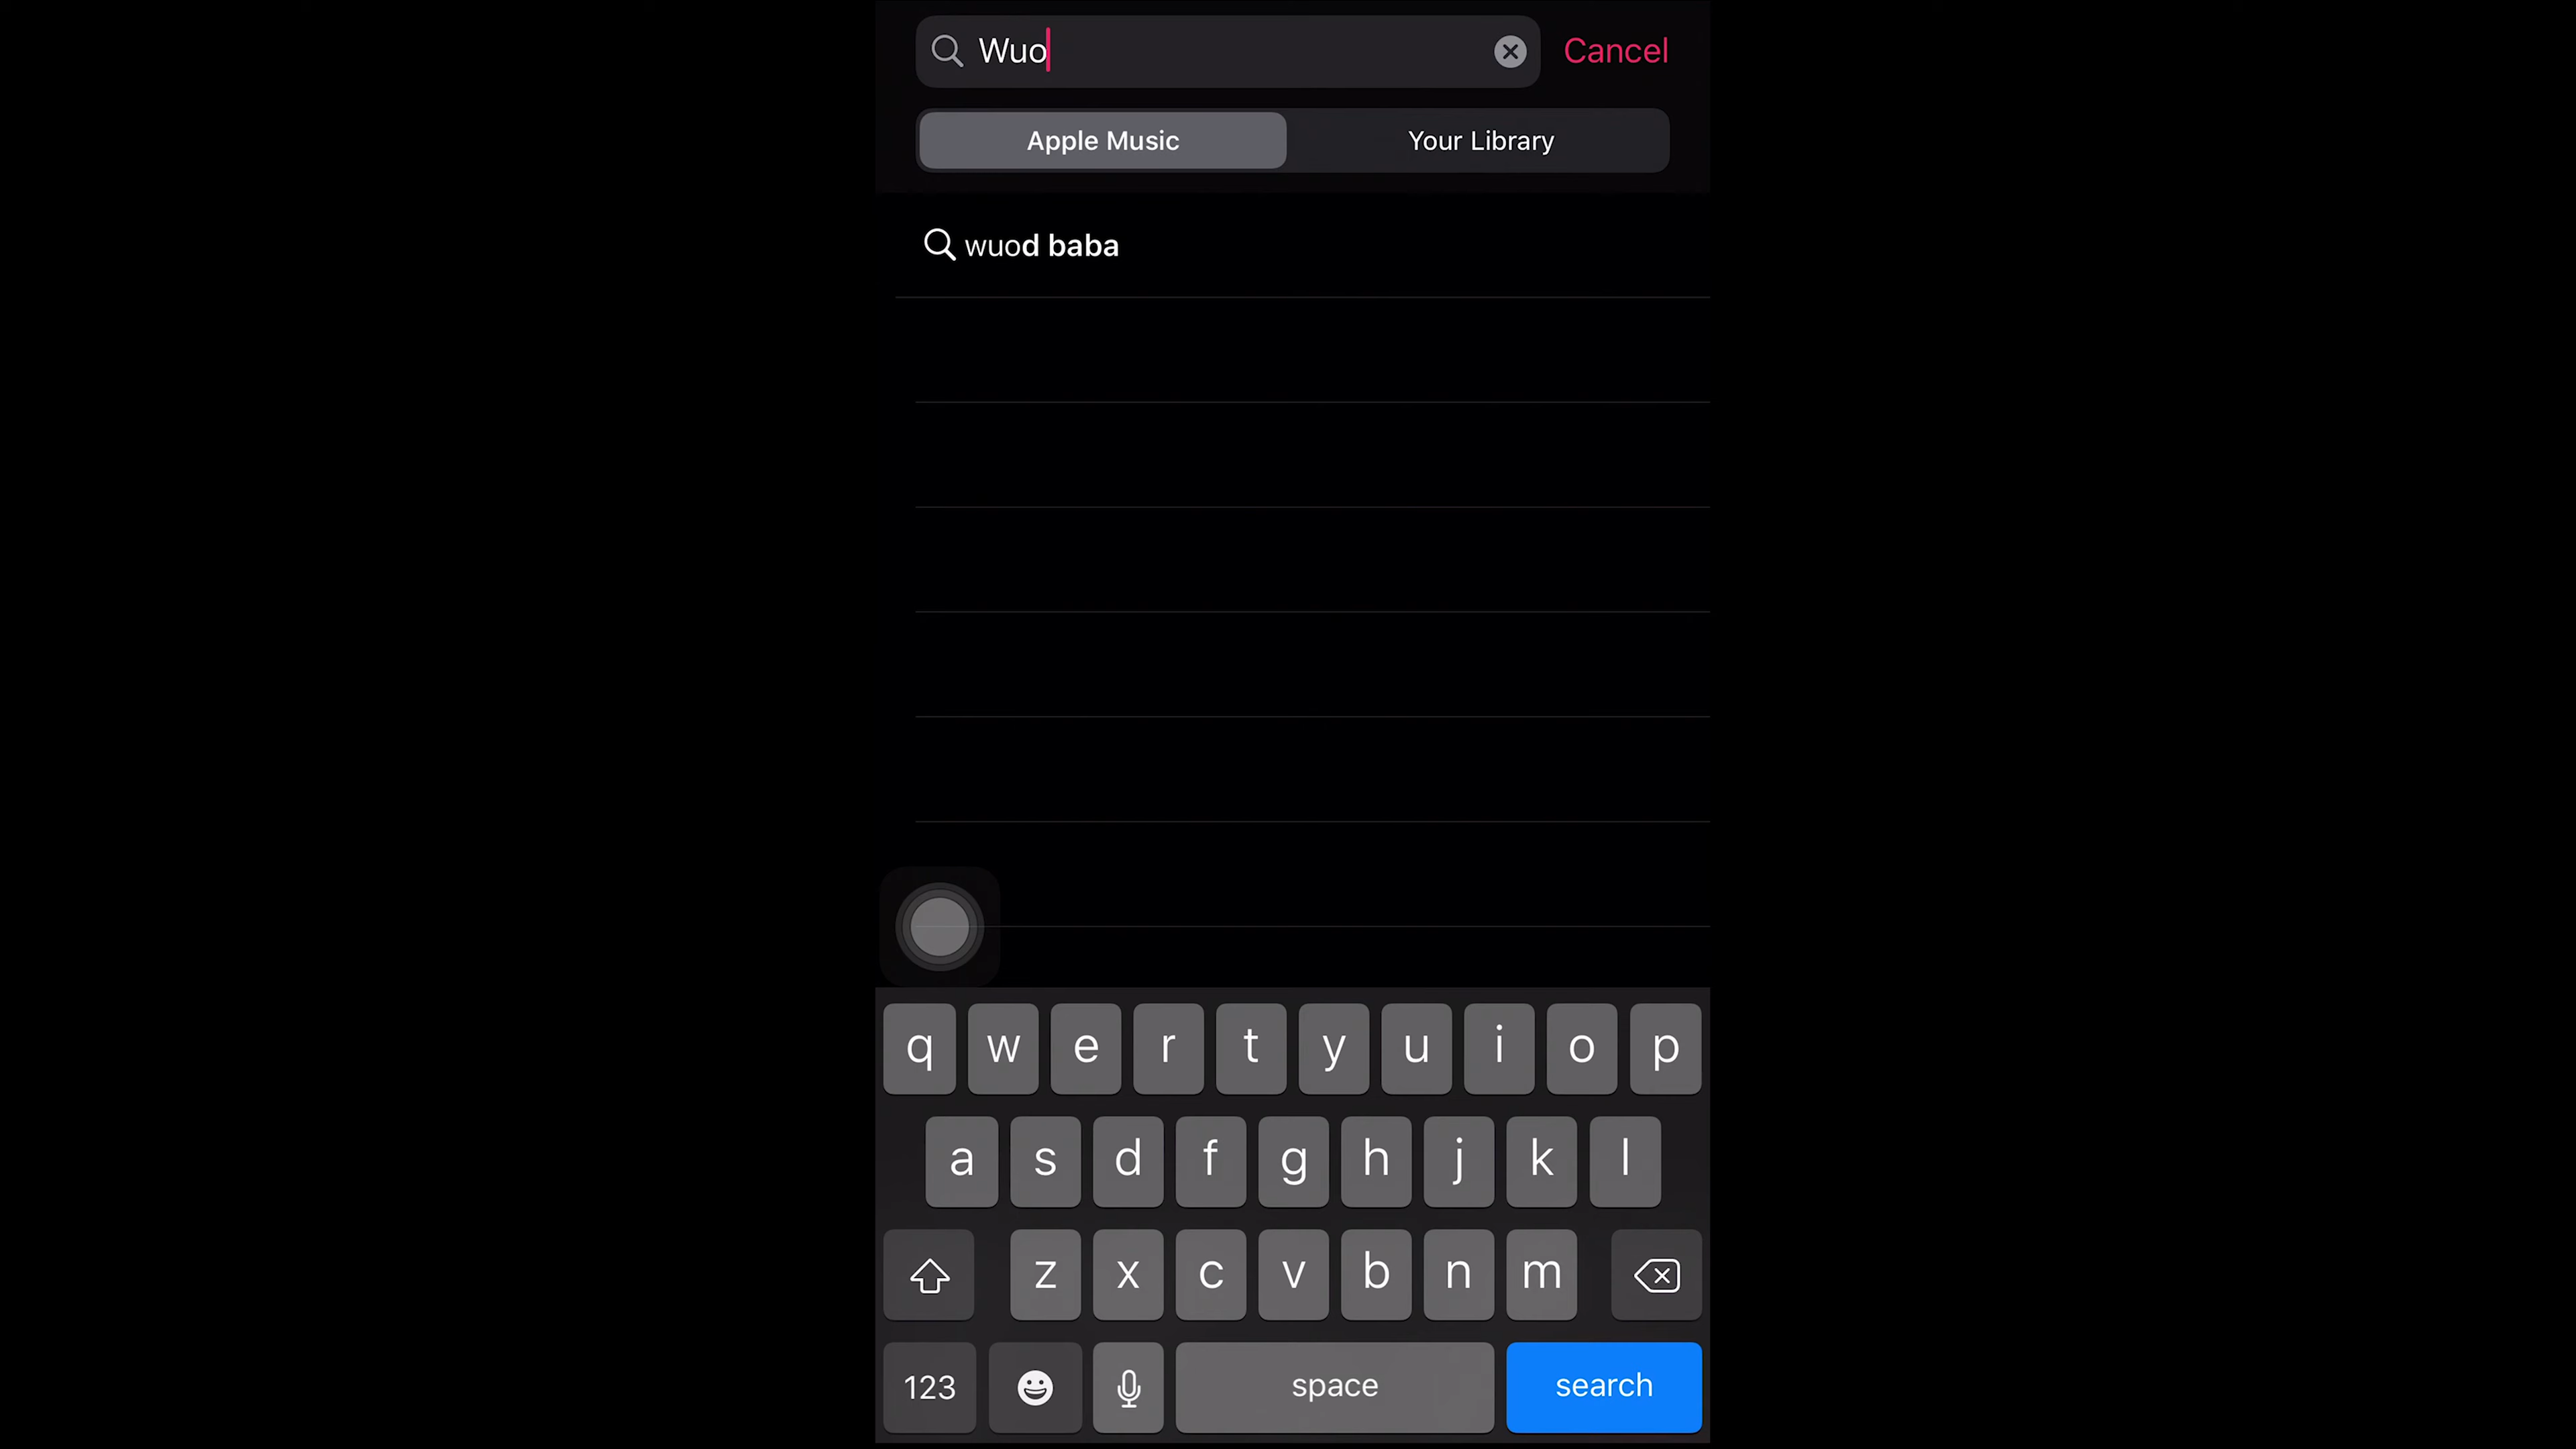 Wuo
Cancel
Apple Music
Your Library
wuod baba
q w e r t y u i o p
a s d f g h j k l
z x c v b n m
123
space
search